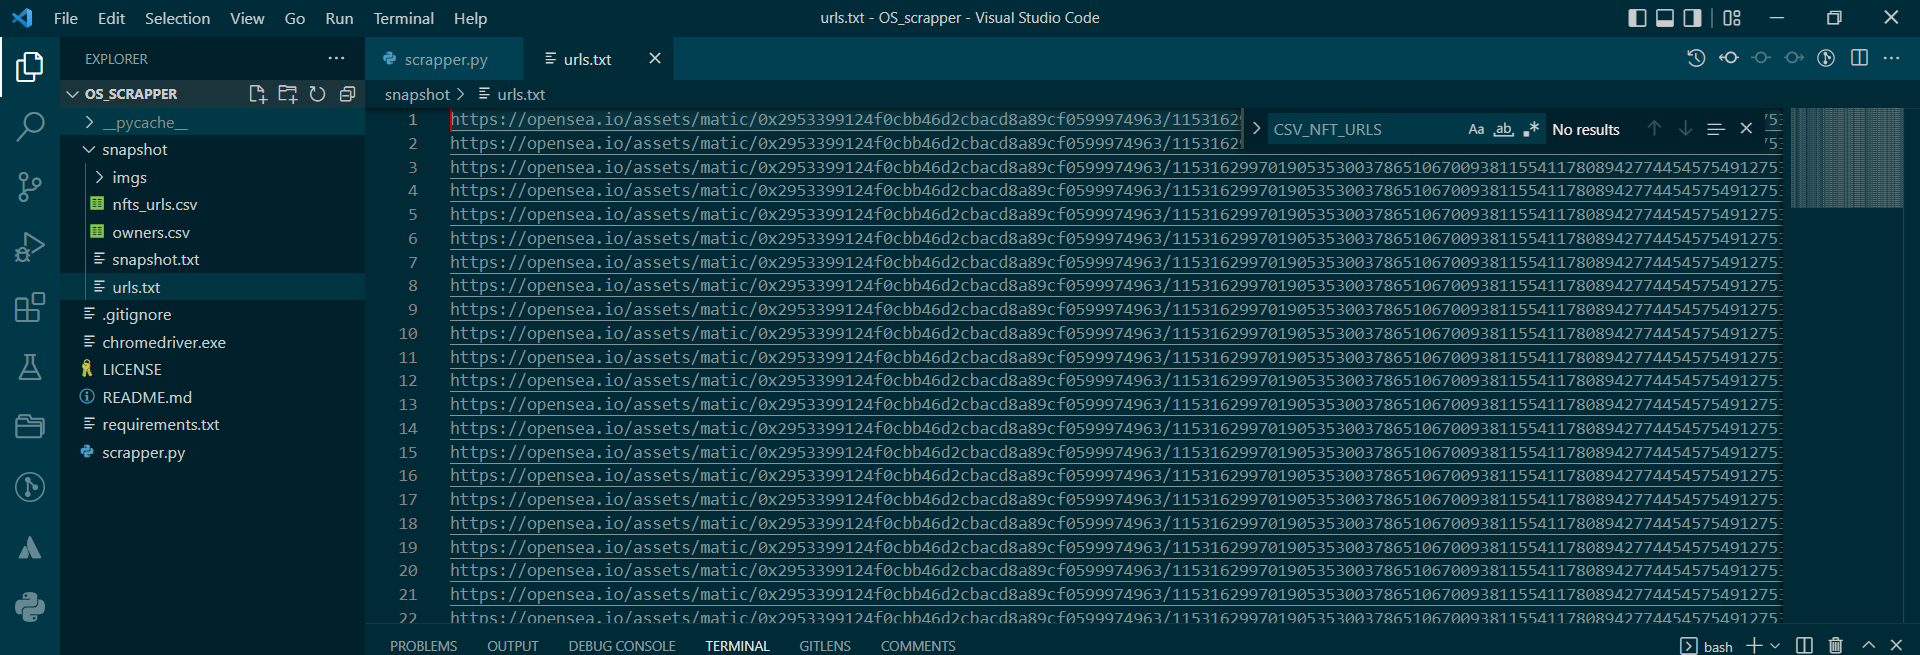 File Edit Selection View Go Run Terminal Help
urls.txt - OS_scrapper - Visual Studio Code
EXPLORER
OS_SCRAPPER
__pycache__
snapshot
imgs
nfts_urls.csv
owners.csv
snapshot.txt
urls.txt
.gitignore
chromedriver.exe
LICENSE
README.md
requirements.txt
scrapper.py
scrapper.py urls.txt
snapshot > urls.txt
CSV_NFT_URLS Aa ab No results
1 https://opensea.io/assets/matic/0x2953399124f0cbb46d2cbacd8a89cf0599974963/1153162
2 https://opensea.io/assets/matic/0x2953399124f0cbb46d2cbacd8a89cf0599974963/1153162
3 https://opensea.io/assets/matic/0x2953399124f0cbb46d2cbacd8a89cf0599974963/115316299701905353003786510670093811554117808942774454575491275
4 https://opensea.io/assets/matic/0x2953399124f0cbb46d2cbacd8a89cf0599974963/115316299701905353003786510670093811554117808942774454575491275
5 https://opensea.io/assets/matic/0x2953399124f0cbb46d2cbacd8a89cf0599974963/115316299701905353003786510670093811554117808942774454575491275
6 https://opensea.io/assets/matic/0x2953399124f0cbb46d2cbacd8a89cf0599974963/115316299701905353003786510670093811554117808942774454575491275
7 https://opensea.io/assets/matic/0x2953399124f0cbb46d2cbacd8a89cf0599974963/115316299701905353003786510670093811554117808942774454575491275
8 https://opensea.io/assets/matic/0x2953399124f0cbb46d2cbacd8a89cf0599974963/115316299701905353003786510670093811554117808942774454575491275
9 https://opensea.io/assets/matic/0x2953399124f0cbb46d2cbacd8a89cf0599974963/115316299701905353003786510670093811554117808942774454575491275
10 https://opensea.io/assets/matic/0x2953399124f0cbb46d2cbacd8a89cf0599974963/115316299701905353003786510670093811554117808942774454575491275
11 https://opensea.io/assets/matic/0x2953399124f0cbb46d2cbacd8a89cf0599974963/115316299701905353003786510670093811554117808942774454575491275
12 https://opensea.io/assets/matic/0x2953399124f0cbb46d2cbacd8a89cf0599974963/115316299701905353003786510670093811554117808942774454575491275
13 https://opensea.io/assets/matic/0x2953399124f0cbb46d2cbacd8a89cf0599974963/115316299701905353003786510670093811554117808942774454575491275
14 https://opensea.io/assets/matic/0x2953399124f0cbb46d2cbacd8a89cf0599974963/115316299701905353003786510670093811554117808942774454575491275
15 https://opensea.io/assets/matic/0x2953399124f0cbb46d2cbacd8a89cf0599974963/115316299701905353003786510670093811554117808942774454575491275
16 https://opensea.io/assets/matic/0x2953399124f0cbb46d2cbacd8a89cf0599974963/115316299701905353003786510670093811554117808942774454575491275
17 https://opensea.io/assets/matic/0x2953399124f0cbb46d2cbacd8a89cf0599974963/115316299701905353003786510670093811554117808942774454575491275
18 https://opensea.io/assets/matic/0x2953399124f0cbb46d2cbacd8a89cf0599974963/115316299701905353003786510670093811554117808942774454575491275
19 https://opensea.io/assets/matic/0x2953399124f0cbb46d2cbacd8a89cf0599974963/115316299701905353003786510670093811554117808942774454575491275
20 https://opensea.io/assets/matic/0x2953399124f0cbb46d2cbacd8a89cf0599974963/115316299701905353003786510670093811554117808942774454575491275
21 https://opensea.io/assets/matic/0x2953399124f0cbb46d2cbacd8a89cf0599974963/115316299701905353003786510670093811554117808942774454575491275
22 https://opensea.io/assets/matic/0x2953399124f0cbb46d2cbacd8a89cf0599974963/115316299701905353003786510670093811554117808942774454575491275
PROBLEMS OUTPUT DEBUG CONSOLE TERMINAL GITLENS COMMENTS bash